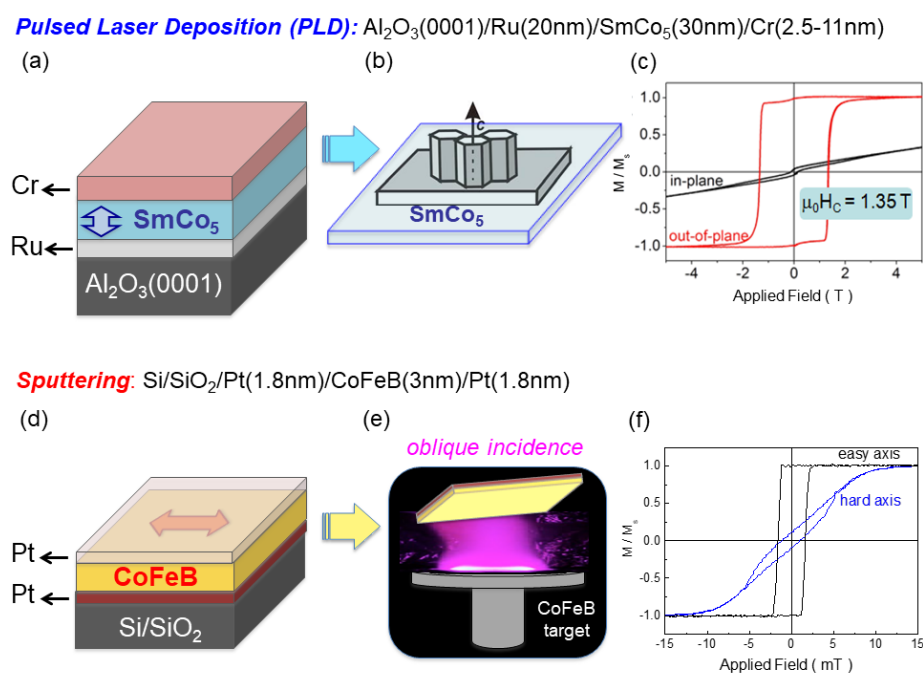 Pulsed Laser Deposition (PLD): Al₂O₃(0001)/Ru(20nm)/SmCo₅(30nm)/Cr(2.5-11nm)
(a)
Cr
SmCo₅
Ru
Al₂O₃(0001)
(b)
c
SmCo₅
(c)
M / Mₛ
1.0
0.5
0.0
-0.5
-1.0
in-plane
out-of-plane
μ₀H_C = 1.35 T
-4 -2 0 2 4
Applied Field ( T )
Sputtering: Si/SiO₂/Pt(1.8nm)/CoFeB(3nm)/Pt(1.8nm)
(d)
Pt
CoFeB
Pt
Si/SiO₂
(e)
oblique incidence
CoFeB
target
(f)
M / Mₛ
1.0
0.5
0.0
-0.5
-1.0
easy axis
hard axis
-15 -10 -5 0 5 10 15
Applied Field ( mT )